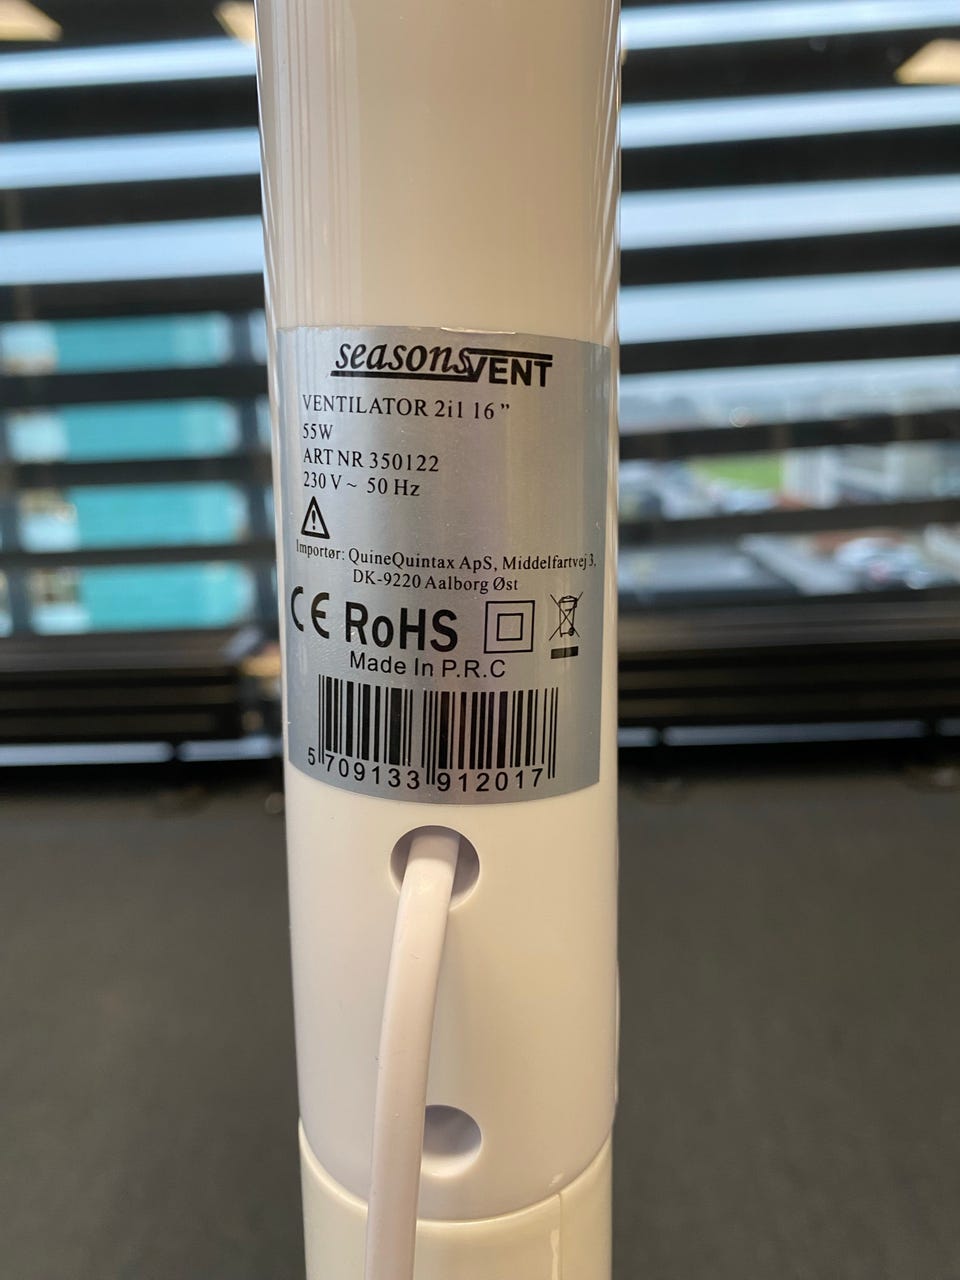 seasonsVENT
VENTILATOR 2i1 16"
55W
ART NR 350122
230 V ~ 50 Hz
Importør: QuineQuintax ApS, Middelfartvej 3,
DK-9220 Aalborg Øst
CE RoHS
Made In P.R.C
5 709133 912017